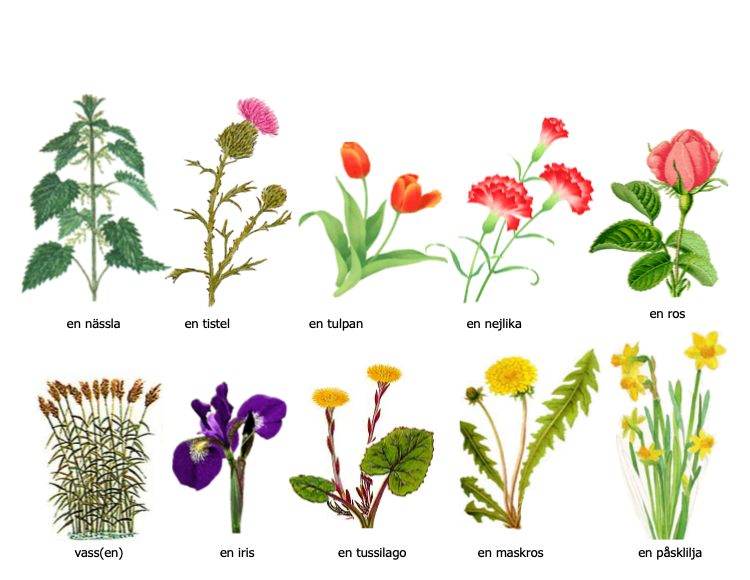 en nässla
en tistel
en tulpan
en nejlika
en ros
vass(en)
en iris
en tussilago
en maskros
en påsklilja